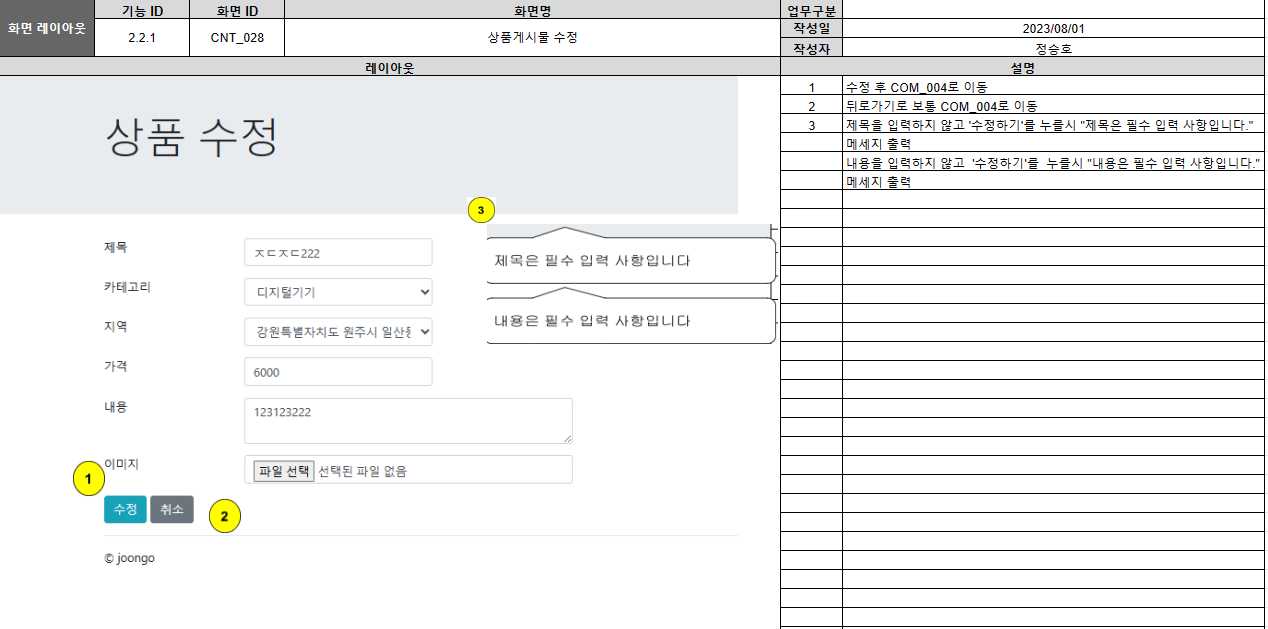 화면 레이아웃
기능 ID
화면 ID
화면명
업무구분
2.2.1
CNT_028
상품게시물 수정
작성일
2023/08/01
작성자
정승호
레이아웃
설명
상품 수정
제목
ㅈㄷㅈㄷ222
카테고리
디지털기기
지역
강원특별자치도 원주시 일산동
가격
6000
내용
123123222
이미지
파일 선택 선택된 파일 없음
1
수정
취소
2
© joongo
3
제목은 필수 입력 사항입니다
내용은 필수 입력 사항입니다
1 수정 후 COM_004로 이동
2 뒤로가기로 보통 COM_004로 이동
3 제목을 입력하지 않고 '수정하기'를 누를시 "제목은 필수 입력 사항입니다."
메세지 출력
내용을 입력하지 않고 '수정하기'를 누를시 "내용은 필수 입력 사항입니다."
메세지 출력